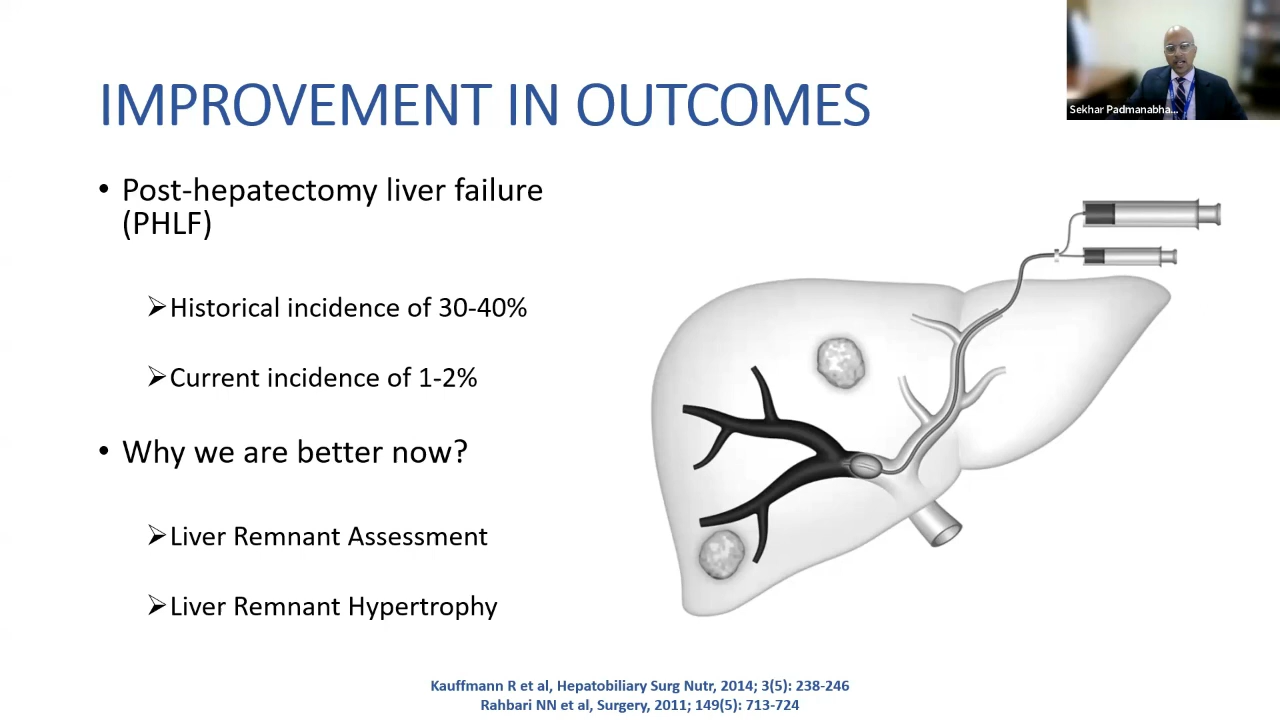 IMPROVEMENT IN OUTCOMES
Sekhar Padmanabha...
• Post-hepatectomy liver failure
(PHLF)
➢Historical incidence of 30-40%
➢Current incidence of 1-2%
• Why we are better now?
➢Liver Remnant Assessment
➢Liver Remnant Hypertrophy
Kauffmann R et al, Hepatobiliary Surg Nutr, 2014; 3(5): 238-246
Rahbari NN et al, Surgery, 2011; 149(5): 713-724